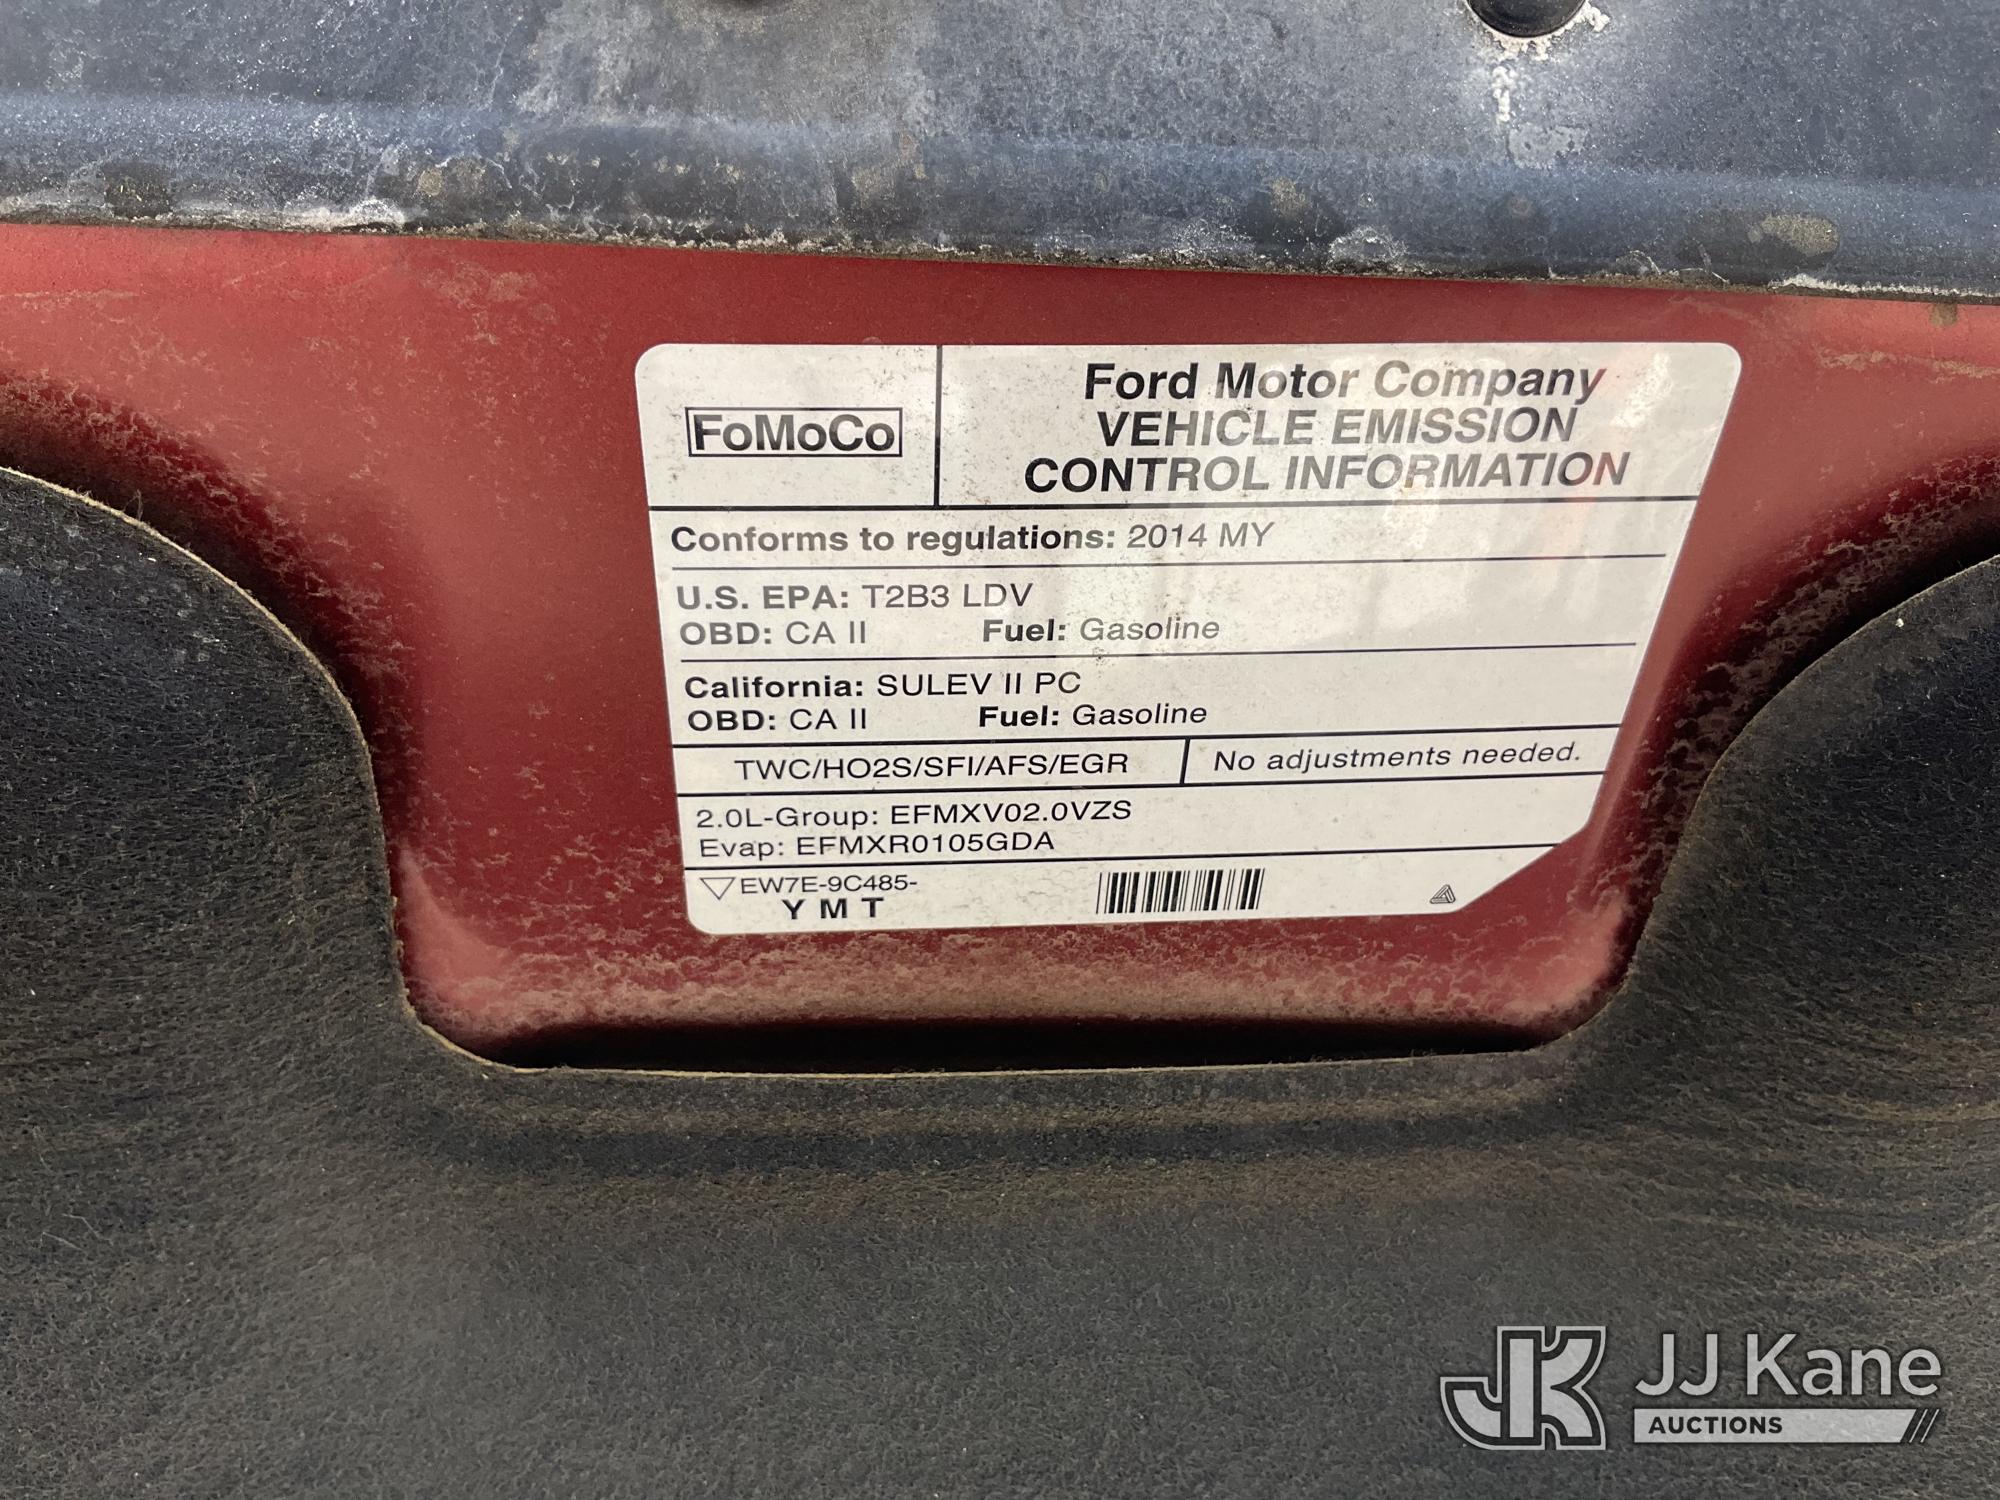 FoMoCo
Ford Motor Company
VEHICLE EMISSION
CONTROL INFORMATION
Conforms to regulations: 2014 MY
U.S. EPA: T2B3 LDV
OBD: CA II Fuel: Gasoline
California: SULEV II PC
OBD: CA II Fuel: Gasoline
TWC/HO2S/SFI/AFS/EGR
No adjustments needed.
2.0L-Group: EFMXV02.0VZS
Evap: EFMXR0105GDA
EW7E-9C485-
Y M T
JK JJ Kane
AUCTIONS